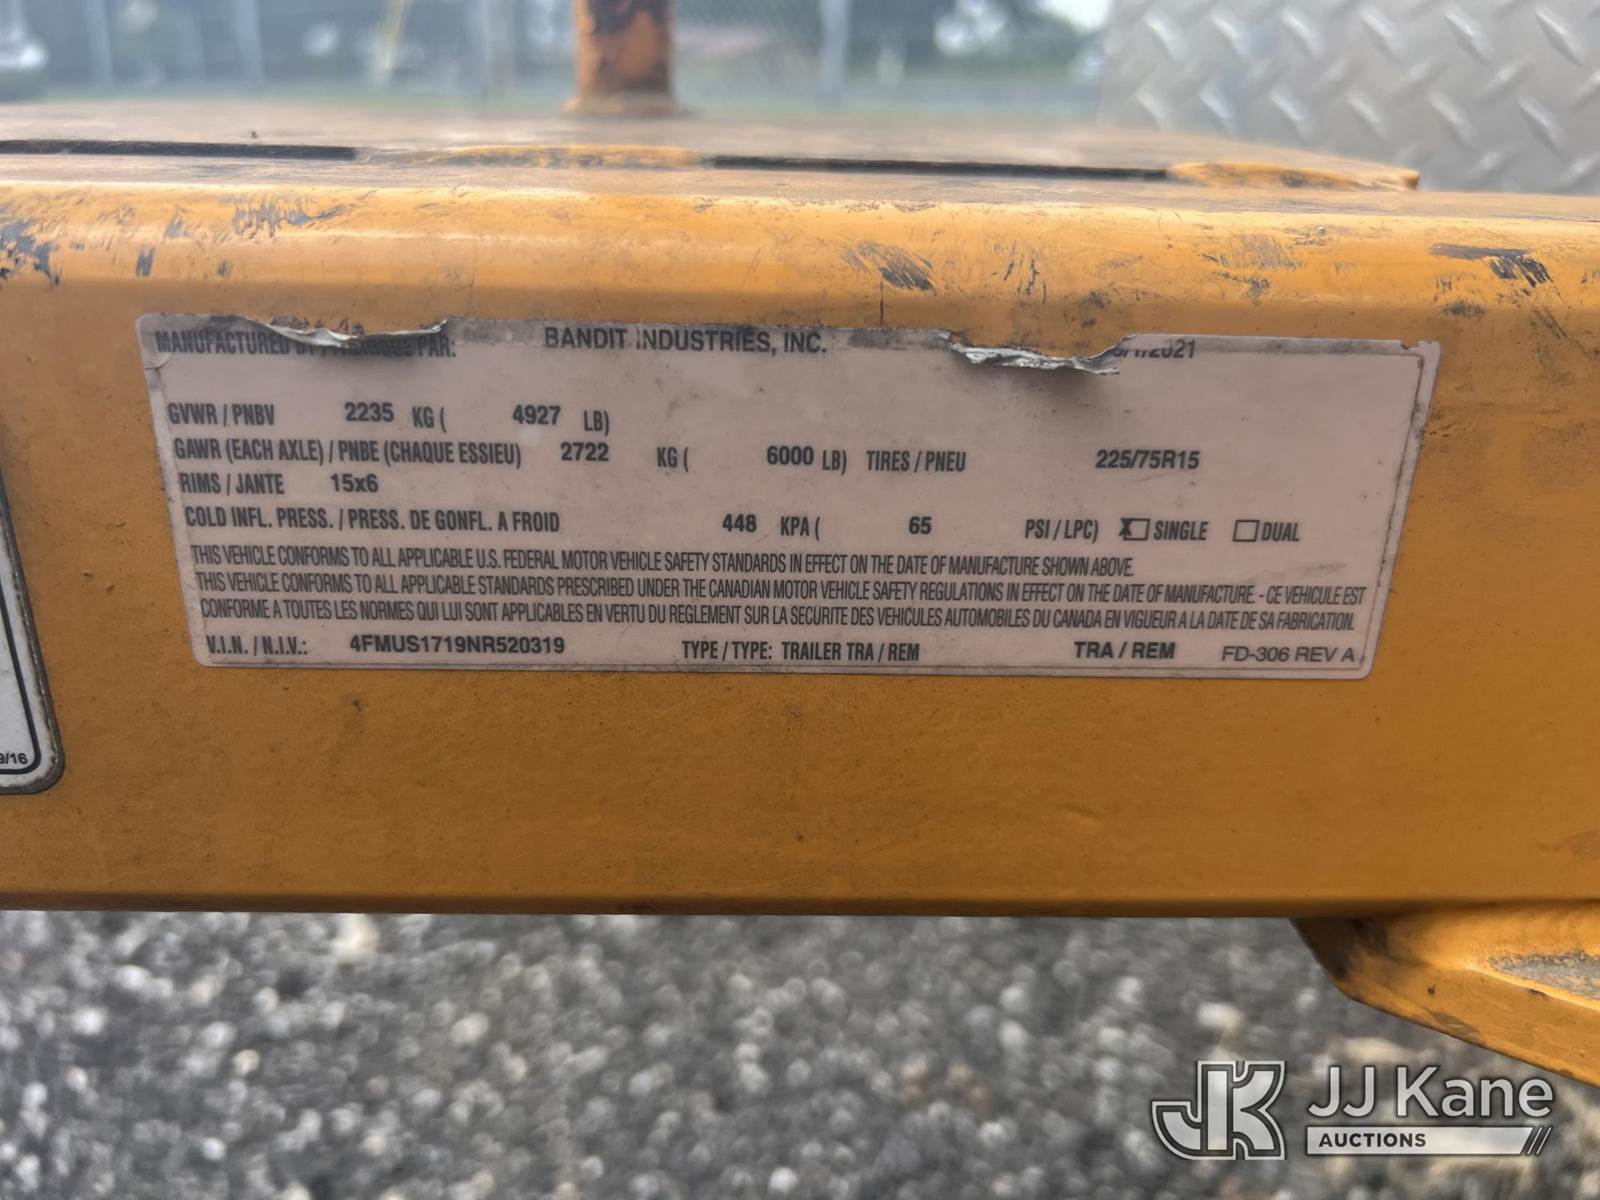 MANUFACTURED PAR: BANDIT INDUSTRIES, INC. /2021
GVWR / PNBV 2235 KG ( 4927 LB)
GAWR (EACH AXLE) / PNBE (CHAQUE ESSIEU) 2722 KG ( 6000 LB) TIRES / PNEU 225/75R15
RIMS / JANTE 15x6
COLD INFL. PRESS. / PRESS. DE GONFL. A FROID 448 KPA ( 65 PSI / LPC) X SINGLE DUAL
THIS VEHICLE CONFORMS TO ALL APPLICABLE U.S. FEDERAL MOTOR VEHICLE SAFETY STANDARDS IN EFFECT ON THE DATE OF MANUFACTURE SHOWN ABOVE.
THIS VEHICLE CONFORMS TO ALL APPLICABLE STANDARDS PRESCRIBED UNDER THE CANADIAN MOTOR VEHICLE SAFETY REGULATIONS IN EFFECT ON THE DATE OF MANUFACTURE. - CE VEHICULE EST
CONFORME A TOUTES LES NORMES QUI LUI SONT APPLICABLES EN VERTU DU REGLEMENT SUR LA SECURITE DES VEHICULES AUTOMOBILES DU CANADA EN VIGUEUR A LA DATE DE SA FABRICATION.
V.I.N. / N.I.V.: 4FMUS1719NR520319 TYPE / TYPE: TRAILER TRA / REM TRA / REM FD-306 REV A
9/16
JK JJ Kane
AUCTIONS